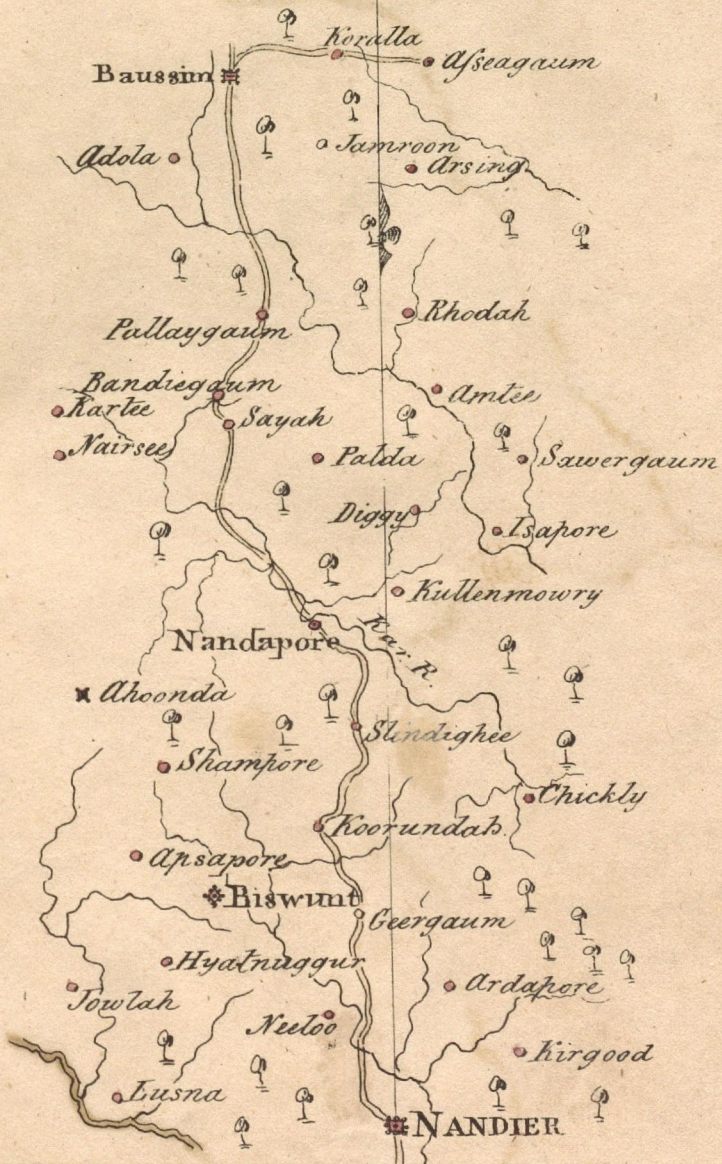 Koralla
Aſseagaum
Baussim
Jamroon
Adola
Arsing
Rhodah
Pallaygaum
Bandiegaum
Amtee
Kartee
Sayah
Nairsee
Palda
Sawergaum
Diggy
Isapore
Kullenmowry
Nandapore
Kar. R.
Ahoonda
Slindighee
Shampore
Chickly
Koorundah
Apsapore
Biswunt
Geergaum
Hyatnuggur
Ardapore
Jowlah
Neeloo
Kirgood
Lusna
NANDIER